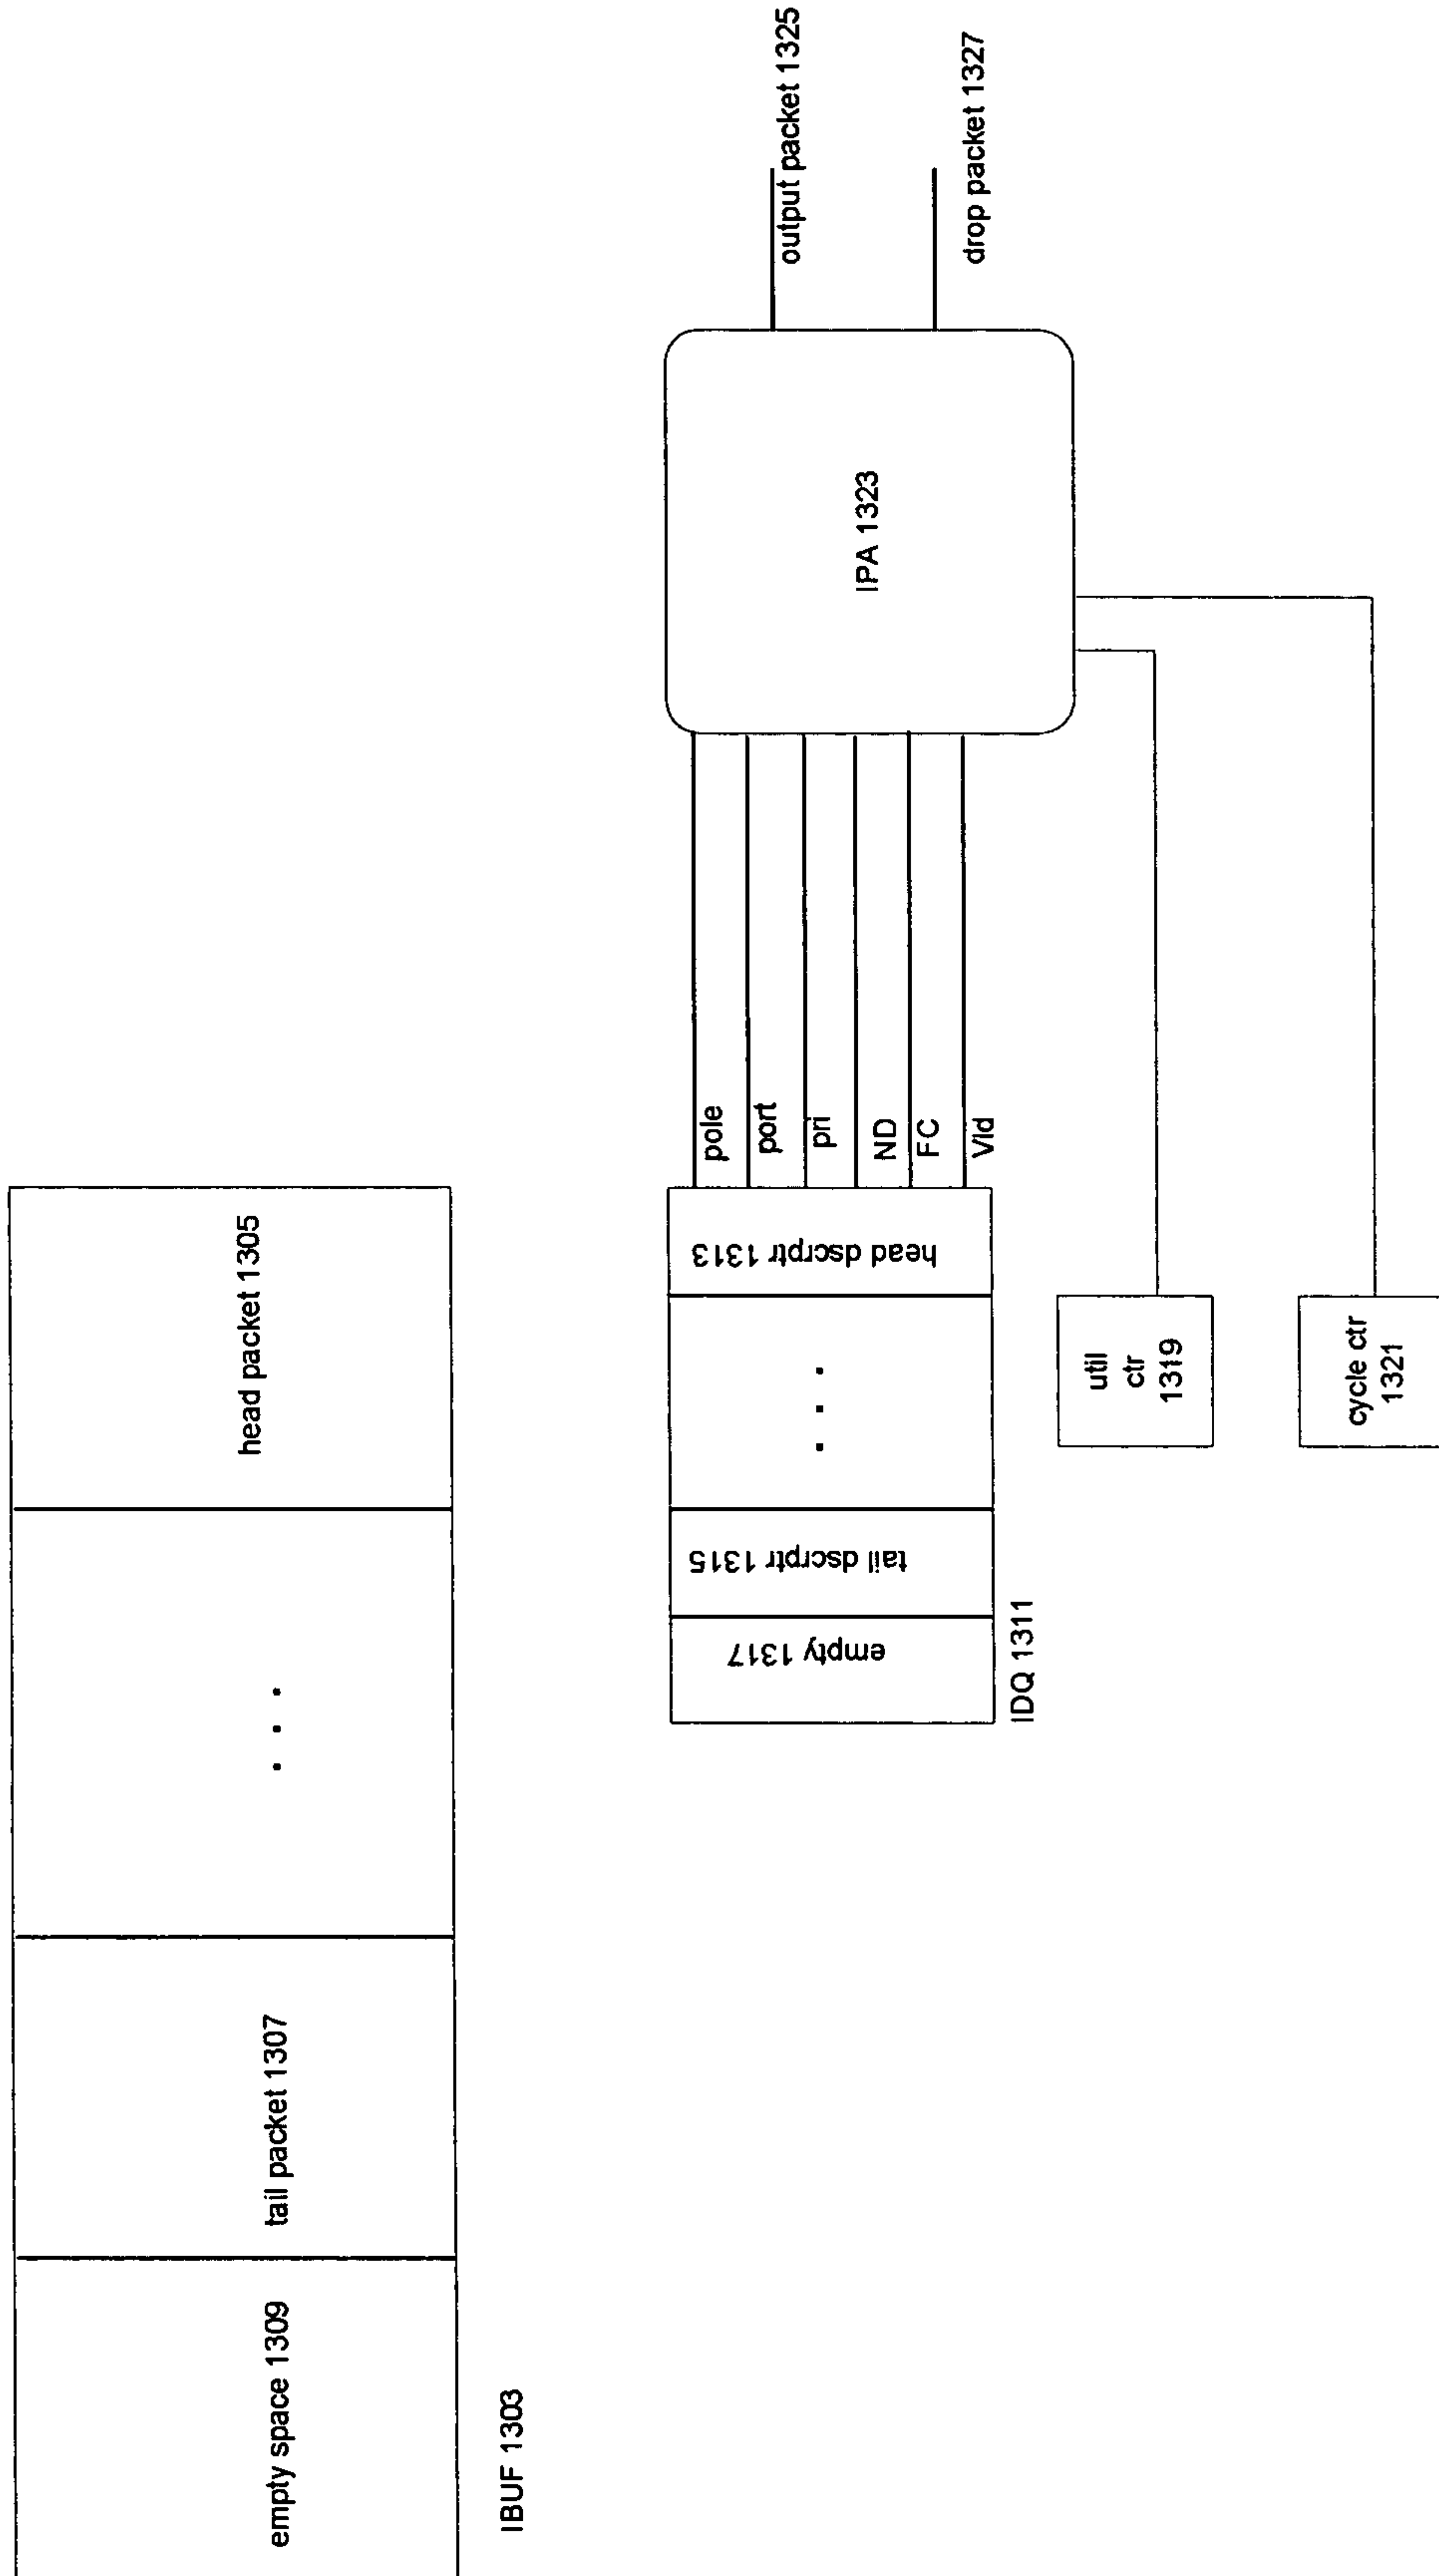 empty space 1309
tail packet 1307
. . .
head packet 1305
IBUF 1303
empty 1317
tail dscrptr 1315
. . .
head dscrptr 1313
IDQ 1311
pole
port
pri
ND
FC
Vld
IPA 1323
output packet 1325
drop packet 1327
util
ctr
1319
cycle ctr
1321